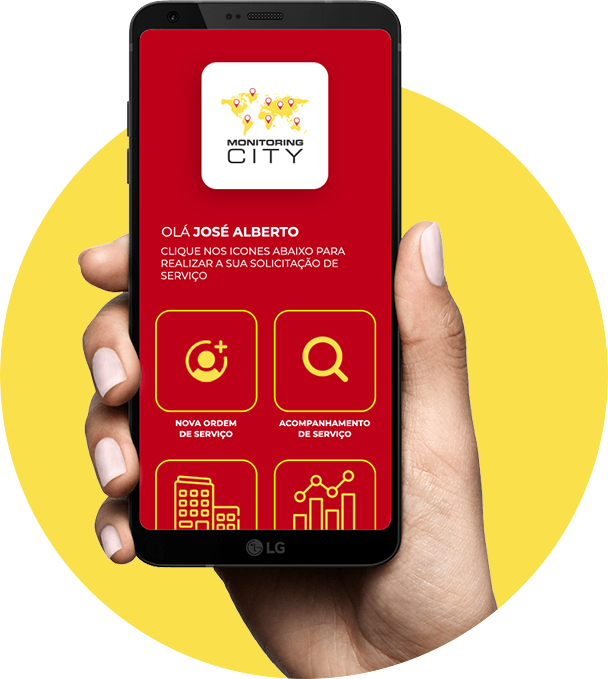 MONITORING
CITY
OLÁ JOSÉ ALBERTO
CLIQUE NOS ICONES ABAIXO PARA
REALIZAR A SUA SOLICITAÇÃO DE
SERVIÇO
NOVA ORDEM
DE SERVIÇO
ACOMPANHAMENTO
DE SERVIÇO
LG